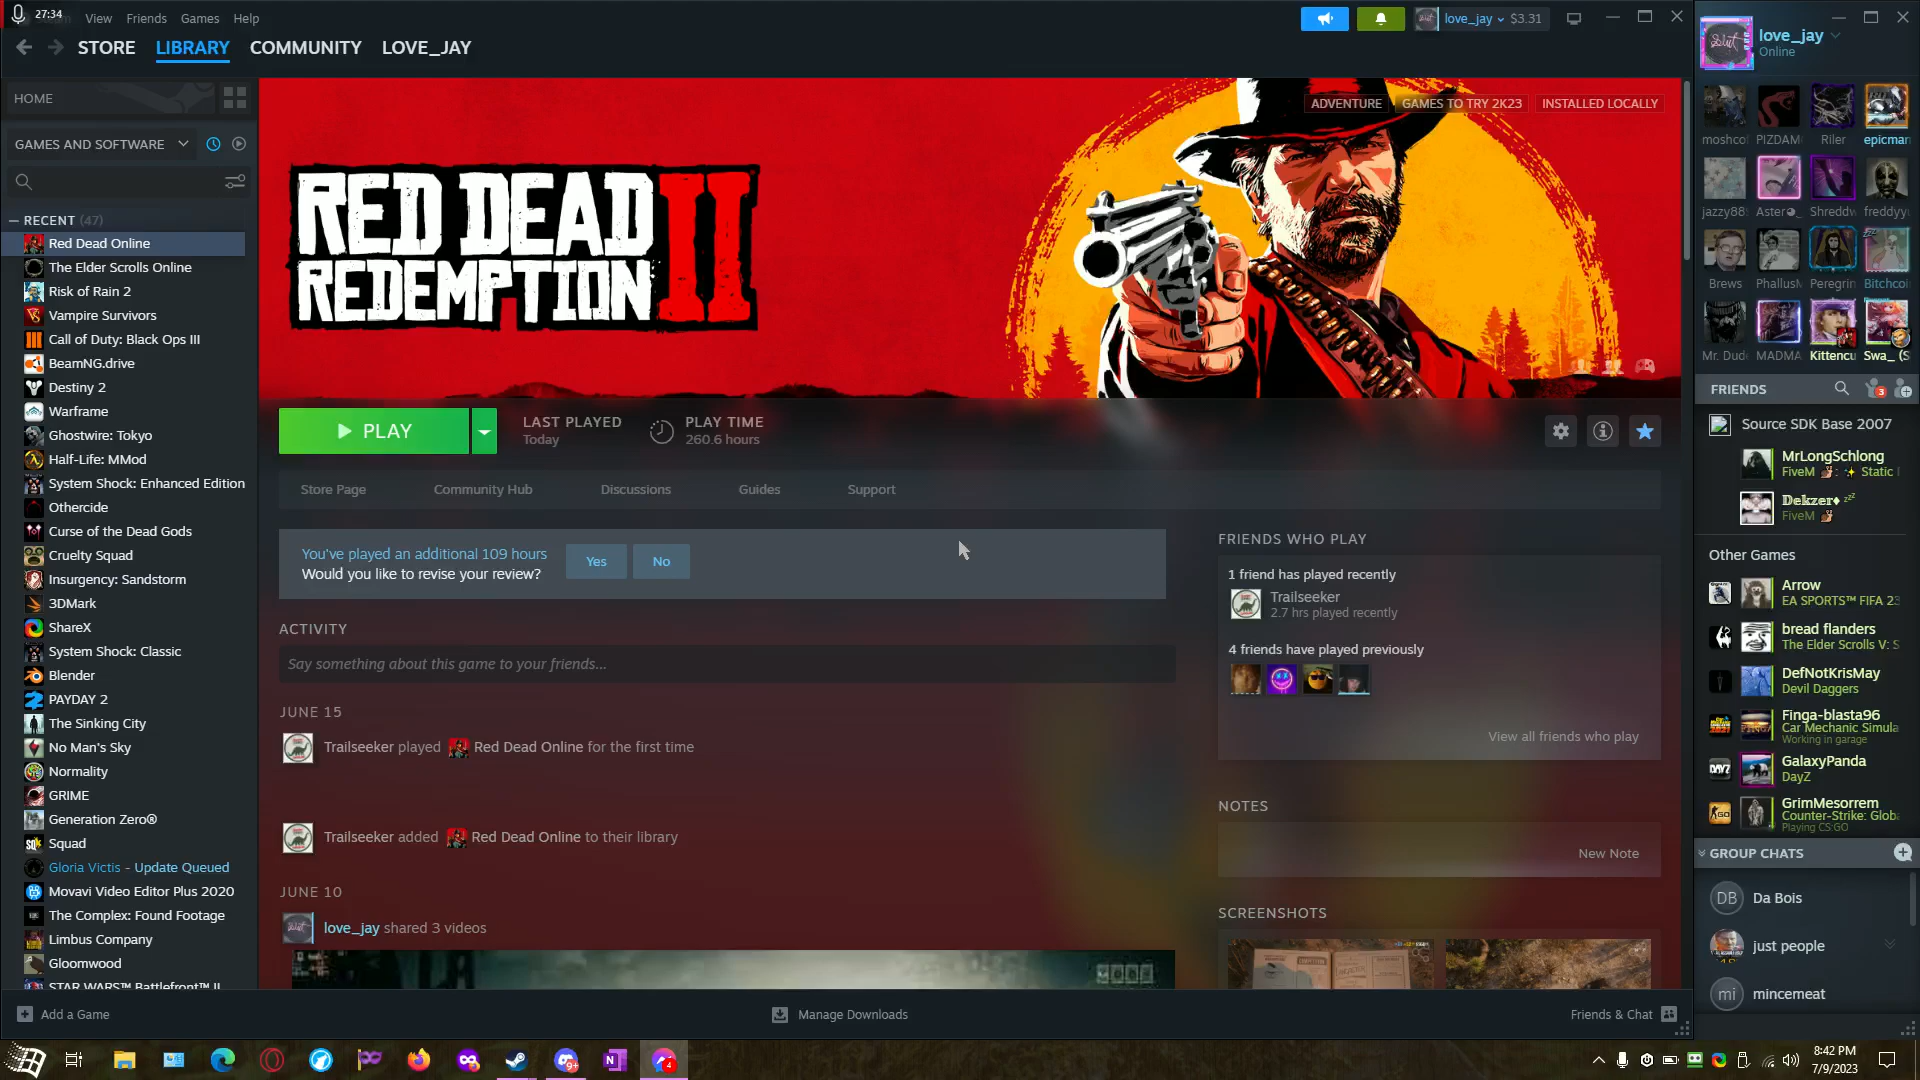 27:34
View
Friends
Games
Help
love_jay
$3.31
STORE
LIBRARY
COMMUNITY
LOVE_JAY
HOME
GAMES AND SOFTWARE
RECENT (47)
Red Dead Online
The Elder Scrolls Online
Risk of Rain 2
Vampire Survivors
Call of Duty: Black Ops III
BeamNG.drive
Destiny 2
Warframe
Ghostwire: Tokyo
Half-Life: MMod
System Shock: Enhanced Edition
Othercide
Curse of the Dead Gods
Cruelty Squad
Insurgency: Sandstorm
3DMark
ShareX
System Shock: Classic
Blender
PAYDAY 2
The Sinking City
No Man's Sky
Normality
GRIME
Generation Zero®
Squad
Gloria Victis - Update Queued
Movavi Video Editor Plus 2020
The Complex: Found Footage
Limbus Company
Gloomwood
STAR WARS™ Battlefront™ II
Add a Game
ADVENTURE
GAMES TO TRY 2K23
INSTALLED LOCALLY
RED DEAD
REDEMPTION II
PLAY
LAST PLAYED
Today
PLAY TIME
260.6 hours
Store Page
Community Hub
Discussions
Guides
Support
You've played an additional 109 hours
Would you like to revise your review?
Yes
No
ACTIVITY
Say something about this game to your friends...
JUNE 15
Trailseeker played Red Dead Online for the first time
Trailseeker added Red Dead Online to their library
JUNE 10
love_jay shared 3 videos
FRIENDS WHO PLAY
1 friend has played recently
Trailseeker
2.7 hrs played recently
4 friends have played previously
View all friends who play
NOTES
New Note
SCREENSHOTS
Manage Downloads
Friends & Chat
love_jay
Online
moshco
PIZDAM
Riler
epicmar
jazzy88
Aster
Shreddw
freddyy
Brews
Phallus
Peregrin
Bitchcoi
Mr. Dud
MADMA
Kittencu
Swa_ (S
FRIENDS
3
Source SDK Base 2007
MrLongSchlong
FiveM Static
Dekzer♦ zzz
FiveM
Other Games
Arrow
EA SPORTS™ FIFA 23
bread flanders
The Elder Scrolls V: S
DefNotKrisMay
Devil Daggers
Finga-blasta96
Car Mechanic Simula
Working in garage
GalaxyPanda
DayZ
GrimMesorrem
Counter-Strike: Globa
Playing CS:GO
GROUP CHATS
DB
Da Bois
just people
mi
mincemeat
9+
4
8:42 PM
7/9/2023